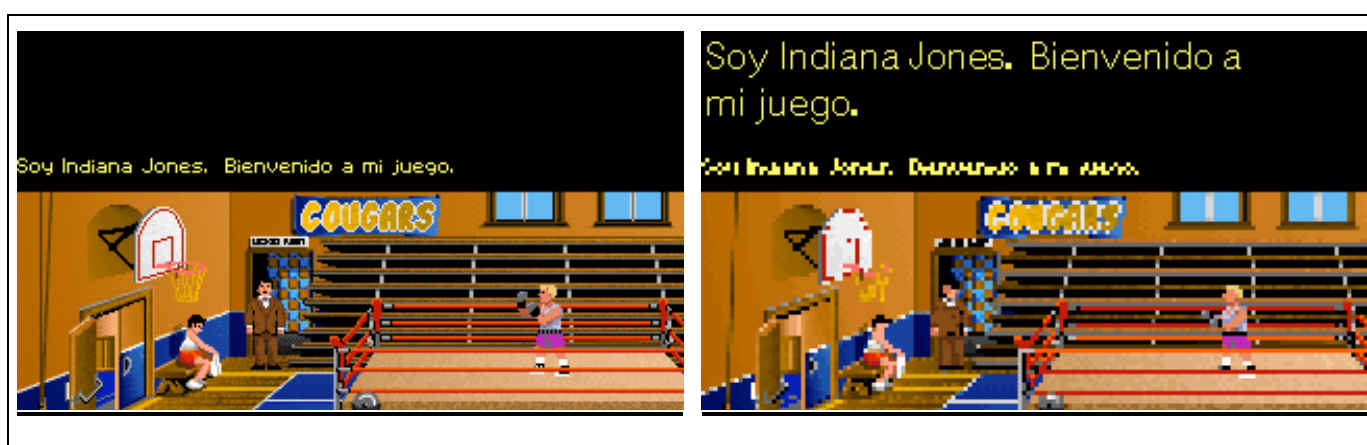 Soy Indiana Jones. Bienvenido a mi juego.
COUGARS
Soy Indiana Jones. Bienvenido a
mi juego.
COUGARS